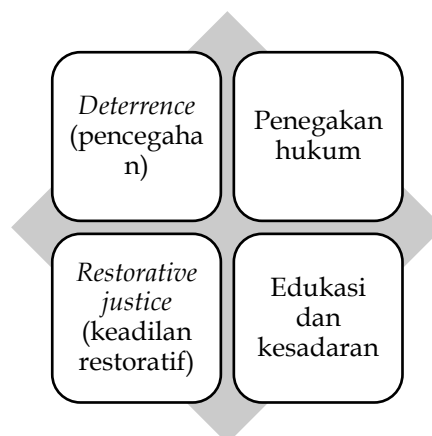 Deterrence
(pencegaha
n)
Penegakan
hukum
Restorative
justice
(keadilan
restoratif)
Edukasi
dan
kesadaran